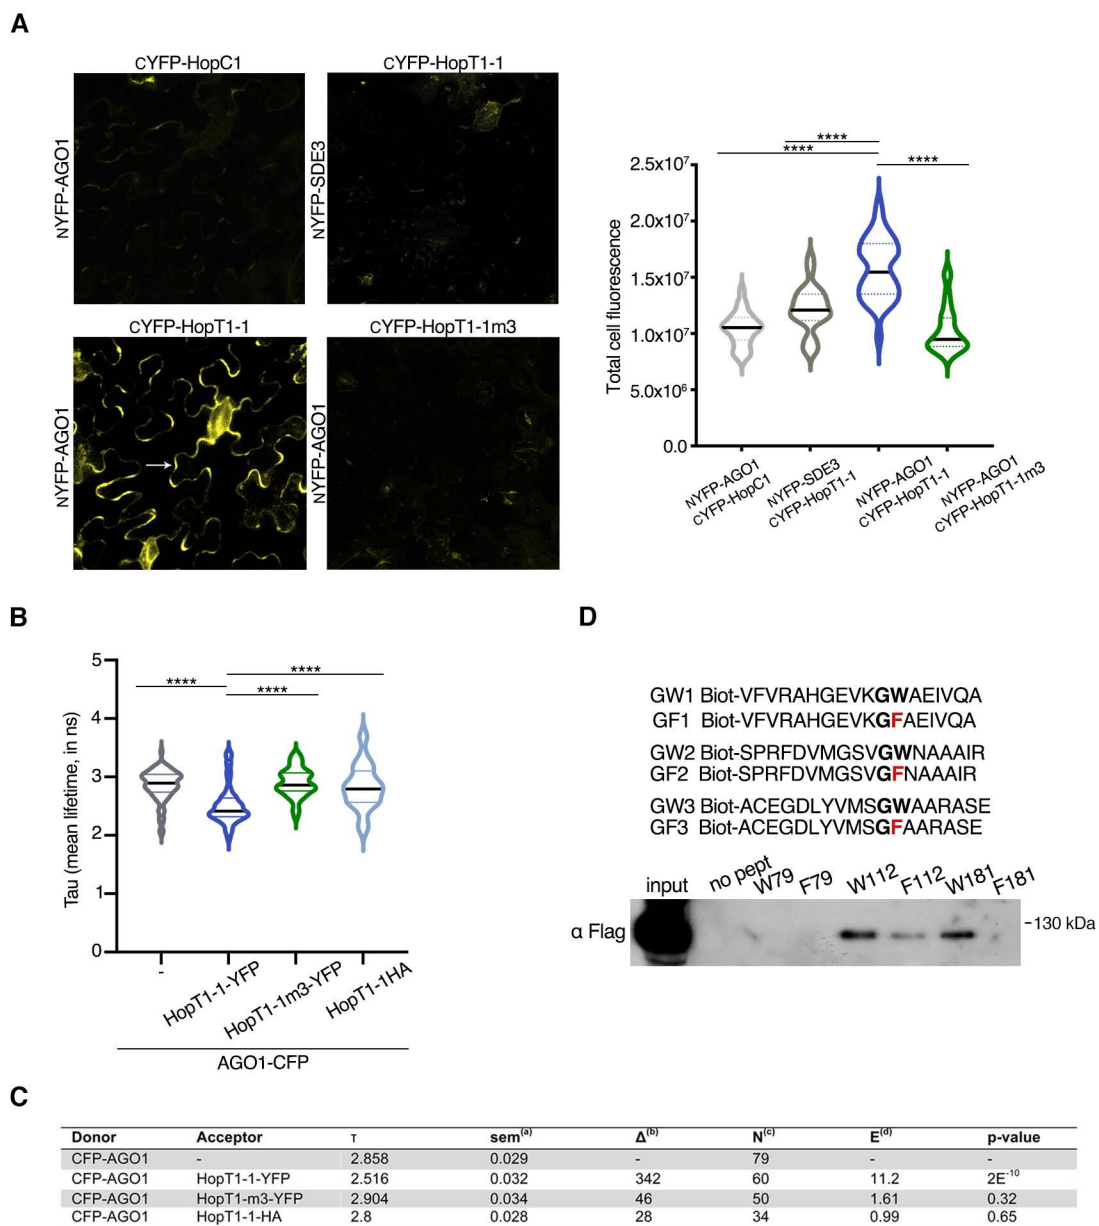 A
CYFP-HopC1
CYFP-HopT1-1
NYFP-AGO1
NYFP-SDE3
CYFP-HopT1-1
CYFP-HopT1-1m3
NYFP-AGO1
NYFP-AGO1
****
****
****
Total cell fluorescence
2.5x10⁷
2.0x10⁷
1.5x10⁷
1.0x10⁷
5.0x10⁶
0.0
NYFP-AGO1
CYFP-HopC1
NYFP-SDE3
CYFP-HopT1-1
NYFP-AGO1
CYFP-HopT1-1
NYFP-AGO1
CYFP-HopT1-1m3
B
Tau (mean lifetime, in ns)
5
4
3
2
1
0
****
****
****
-
HopT1-1-YFP
HopT1-1m3-YFP
HopT1-1HA
AGO1-CFP
D
GW1 Biot-VFVRAHGEVKGWAEIVQA
GF1 Biot-VFVRAHGEVKGFAEIVQA
GW2 Biot-SPRFDVMGSVGWNAAAIR
GF2 Biot-SPRFDVMGSVGFNAAAIR
GW3 Biot-ACEGDLYVMSGWAARASE
GF3 Biot-ACEGDLYVMSGFAARASE
input no pept W79 F79 W112 F112 W181 F181
α Flag
-130 kDa
C
Donor Acceptor τ sem(a) Δ(b) N(c) E(d) p-value
CFP-AGO1 - 2.858 0.029 - 79 - -
CFP-AGO1 HopT1-1-YFP 2.516 0.032 342 60 11.2 2E⁻¹⁰
CFP-AGO1 HopT1-m3-YFP 2.904 0.034 46 50 1.61 0.32
CFP-AGO1 HopT1-1-HA 2.8 0.028 28 34 0.99 0.65